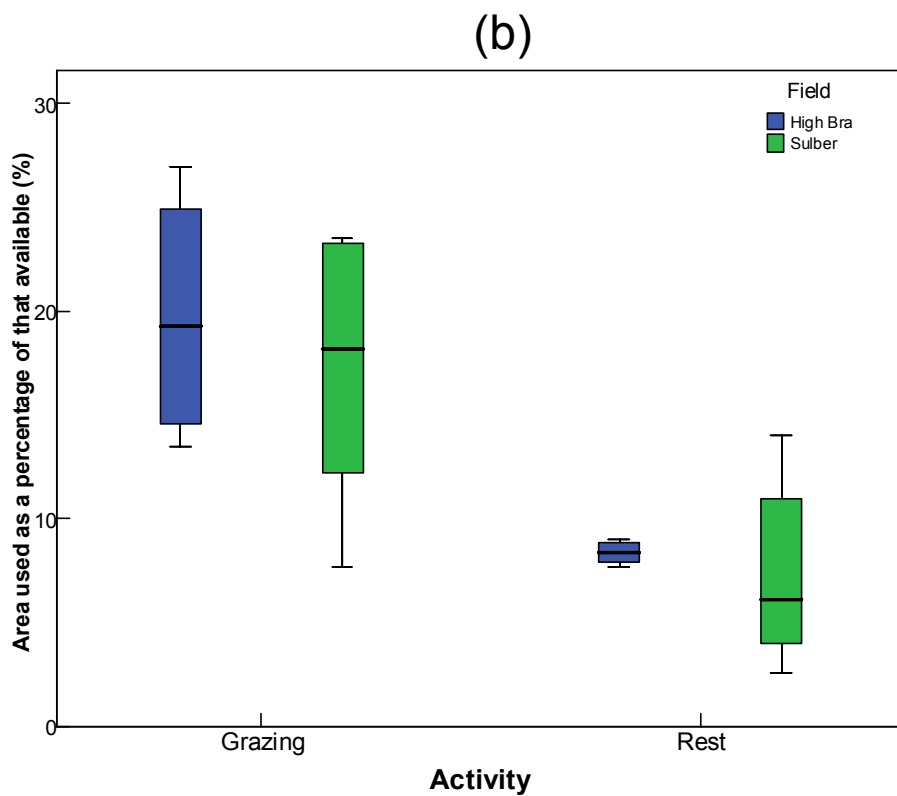 (b)
Field
High Bra
Sulber
Area used as a percentage of that available (%)
30
20
10
0
Grazing
Rest
Activity